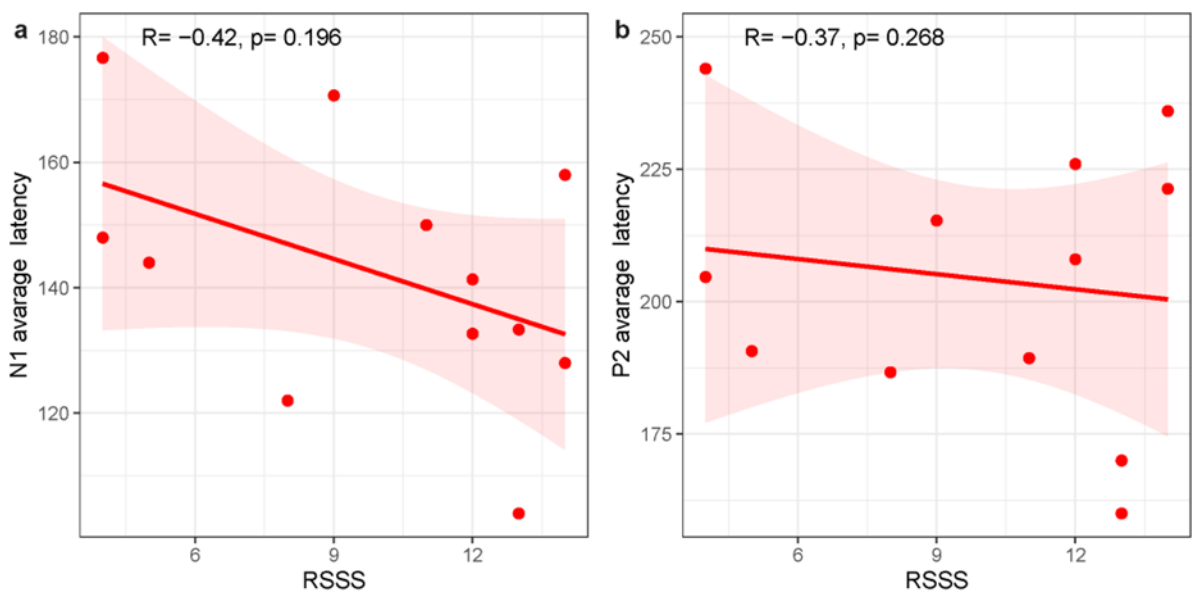 a
R= −0.42, p= 0.196
180
160
140
120
N1 avarage latency
6 9 12
RSSS
b
R= −0.37, p= 0.268
250
225
200
175
P2 avarage latency
6 9 12
RSSS